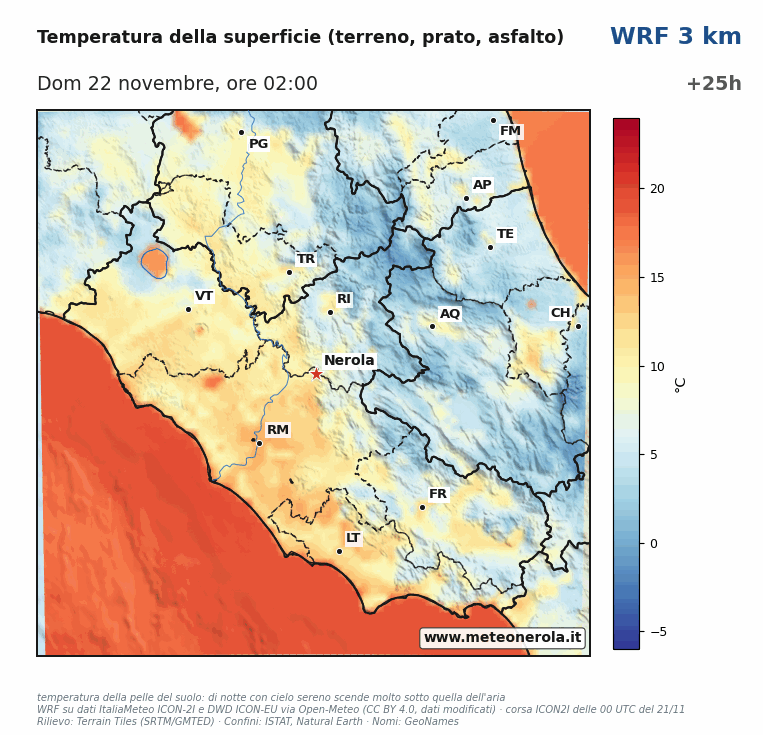 Temperatura della superficie (terreno, prato, asfalto)
WRF 3 km
Dom 22 novembre, ore 02:00
+25h
FM
PG
AP
TE
TR
VT
RI
AQ
CH.
Nerola
RM
FR
LT
www.meteonerola.it
20
15
10
5
0
−5
°C
temperatura della pelle del suolo: di notte con cielo sereno scende molto sotto quella dell'aria
WRF su dati ItaliaMeteo ICON-2I e DWD ICON-EU via Open-Meteo (CC BY 4.0, dati modificati) · corsa ICON2I delle 00 UTC del 21/11
Rilievo: Terrain Tiles (SRTM/GMTED) · Confini: ISTAT, Natural Earth · Nomi: GeoNames